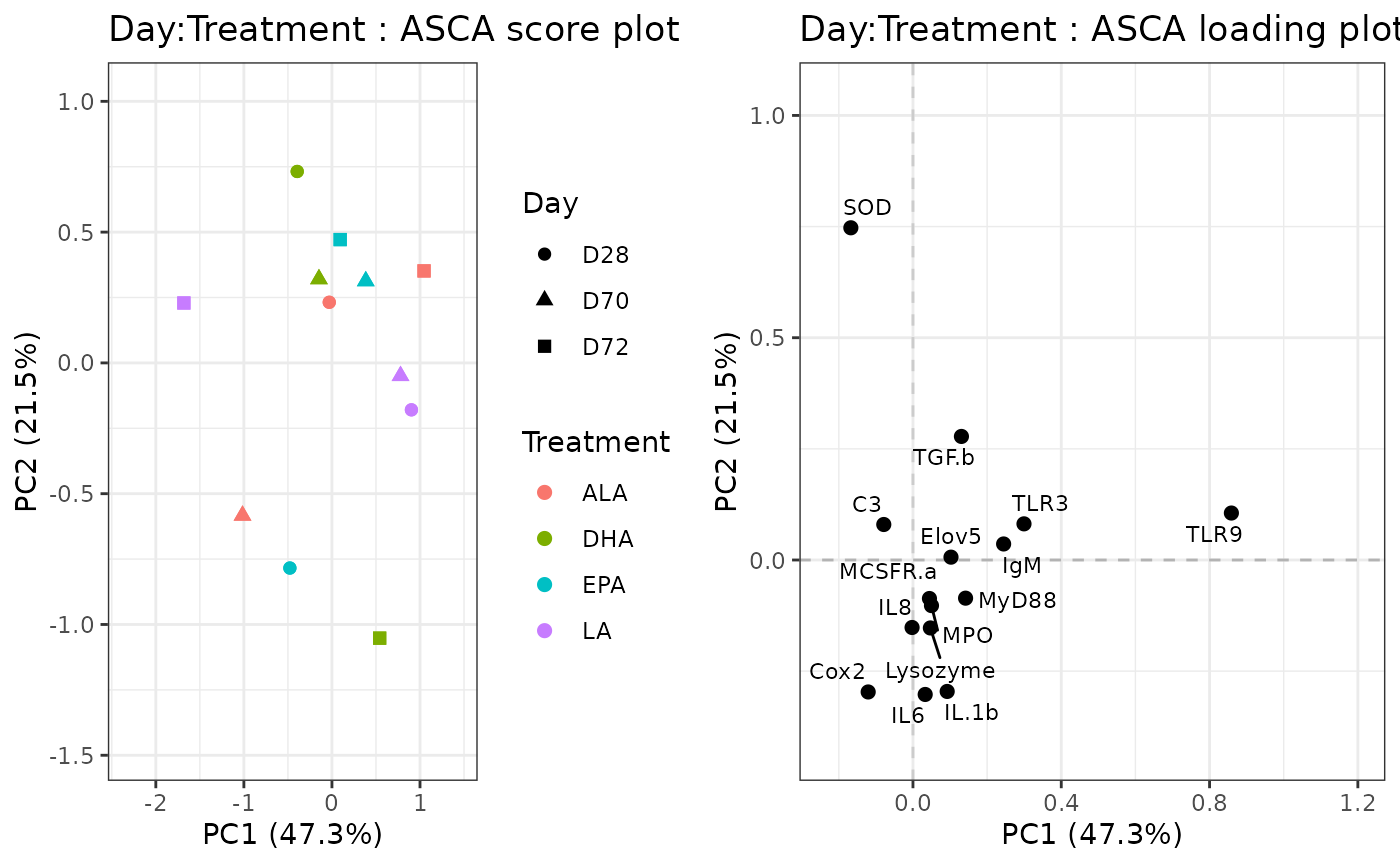 Day:Treatment : ASCA score plot
PC2 (21.5%)
1.0
0.5
0.0
-0.5
-1.0
-1.5
-2
-1
0
1
PC1 (47.3%)
Day
D28
D70
D72
Treatment
ALA
DHA
EPA
LA
Day:Treatment : ASCA loading plot
PC2 (21.5%)
1.0
0.5
0.0
SOD
TGF.b
C3
TLR3
TLR9
Elov5
IgM
MCSFR.a
IL8
MyD88
MPO
Lysozyme
Cox2
IL6
IL.1b
0.0
0.4
0.8
1.2
PC1 (47.3%)